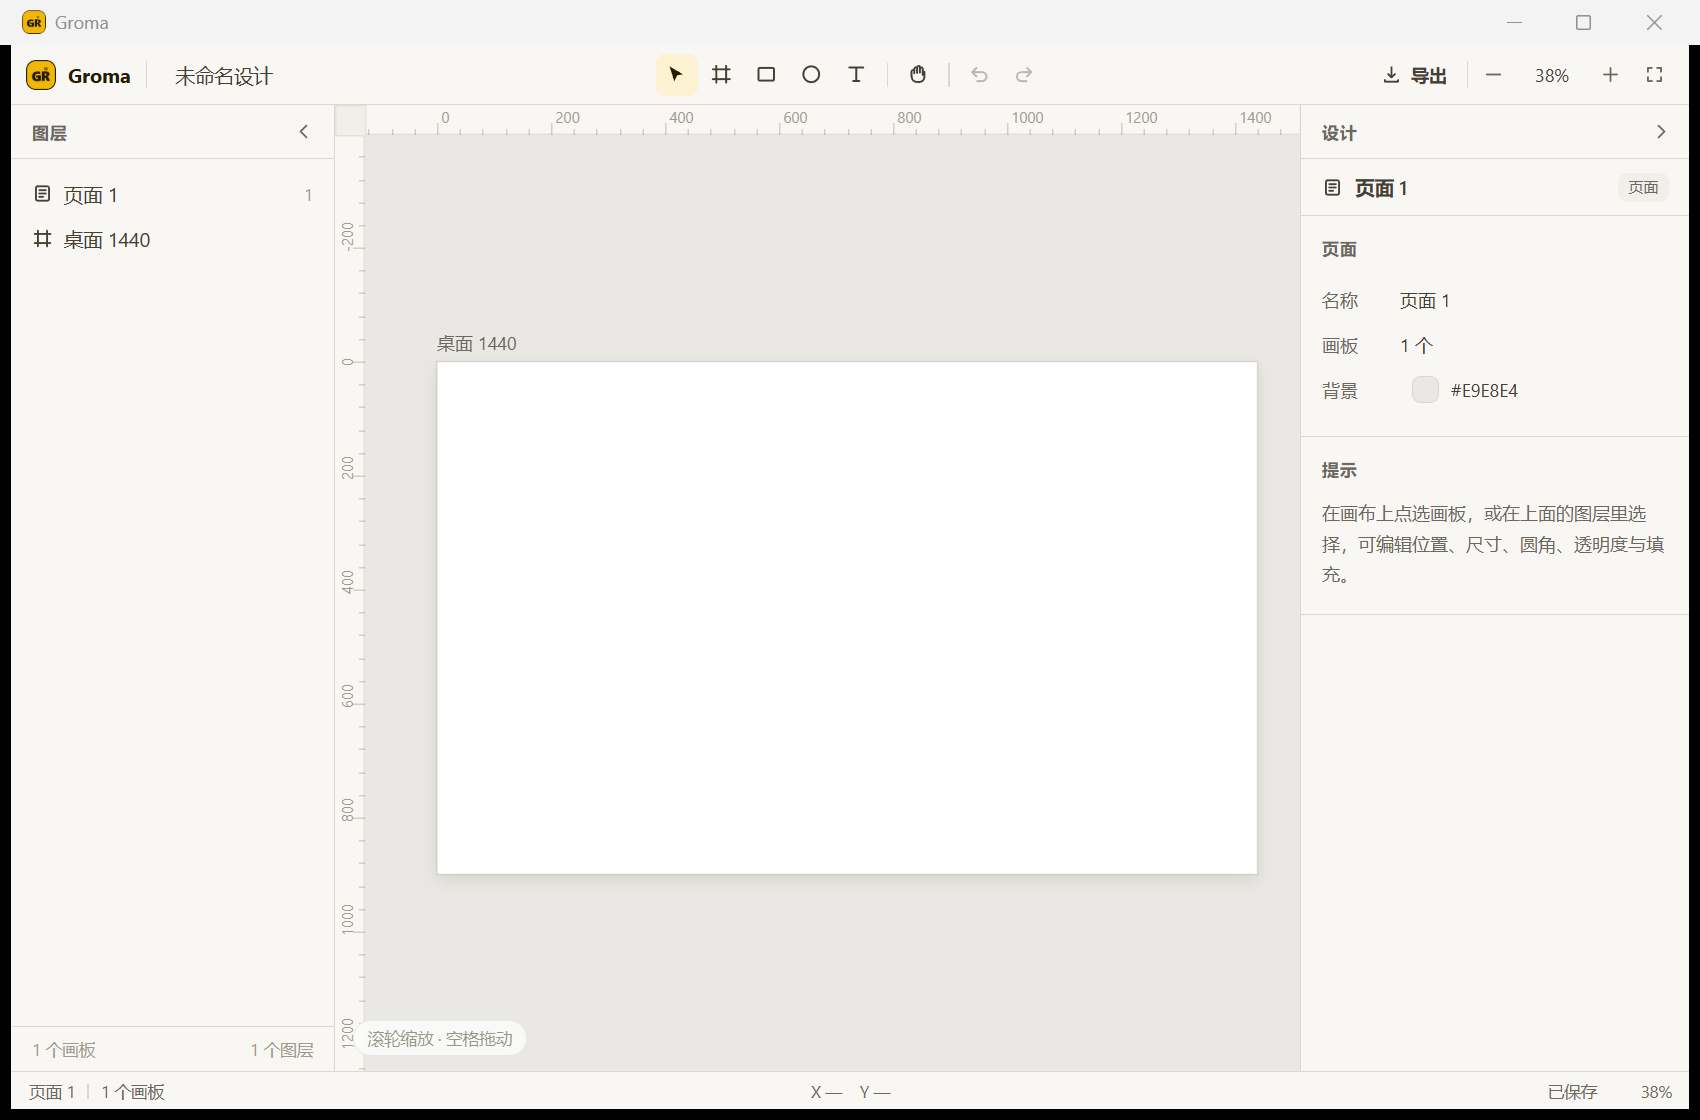 GR Groma
GR Groma 未命名设计 导出 38%
图层
页面 1 1
桌面 1440
1 个画板 1 个图层
0 200 400 600 800 1000 1200 1400
-200
0
200
400
600
800
1000
1200
桌面 1440
滚轮缩放 · 空格拖动
设计
页面 1 页面
页面
名称 页面 1
画板 1 个
背景 #E9E8E4
提示
在画布上点选画板，或在上面的图层里选
择，可编辑位置、尺寸、圆角、透明度与填
充。
页面 1 1 个画板 X — Y — 已保存 38%